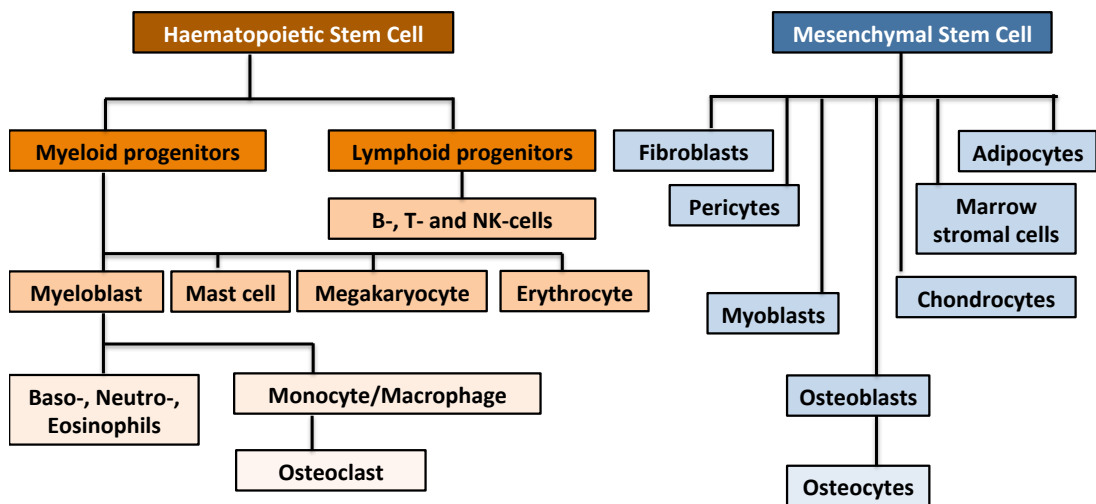 Haematopoietic Stem Cell
Mesenchymal Stem Cell
Myeloid progenitors
Lymphoid progenitors
Fibroblasts
Adipocytes
B-, T- and NK-cells
Pericytes
Marrow
stromal cells
Myeloblast
Mast cell
Megakaryocyte
Erythrocyte
Chondrocytes
Myoblasts
Baso-, Neutro-,
Eosinophils
Monocyte/Macrophage
Osteoblasts
Osteoclast
Osteocytes